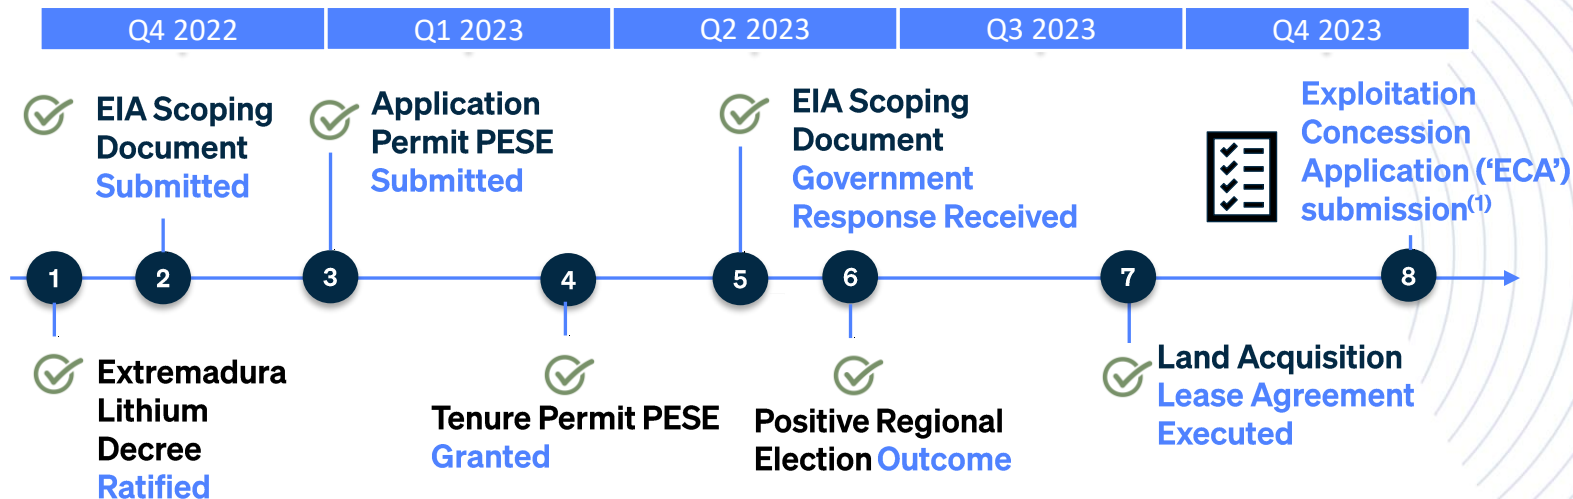 Q4 2022
Q1 2023
Q2 2023
Q3 2023
Q4 2023
EIA Scoping
Document
Submitted
Application
Permit PESE
Submitted
EIA Scoping
Document
Government
Response Received
Exploitation
Concession
Application (‘ECA’)
submission(1)
1
2
3
4
5
6
7
8
Extremadura
Lithium
Decree
Ratified
Tenure Permit PESE
Granted
Positive Regional
Election Outcome
Land Acquisition
Lease Agreement
Executed